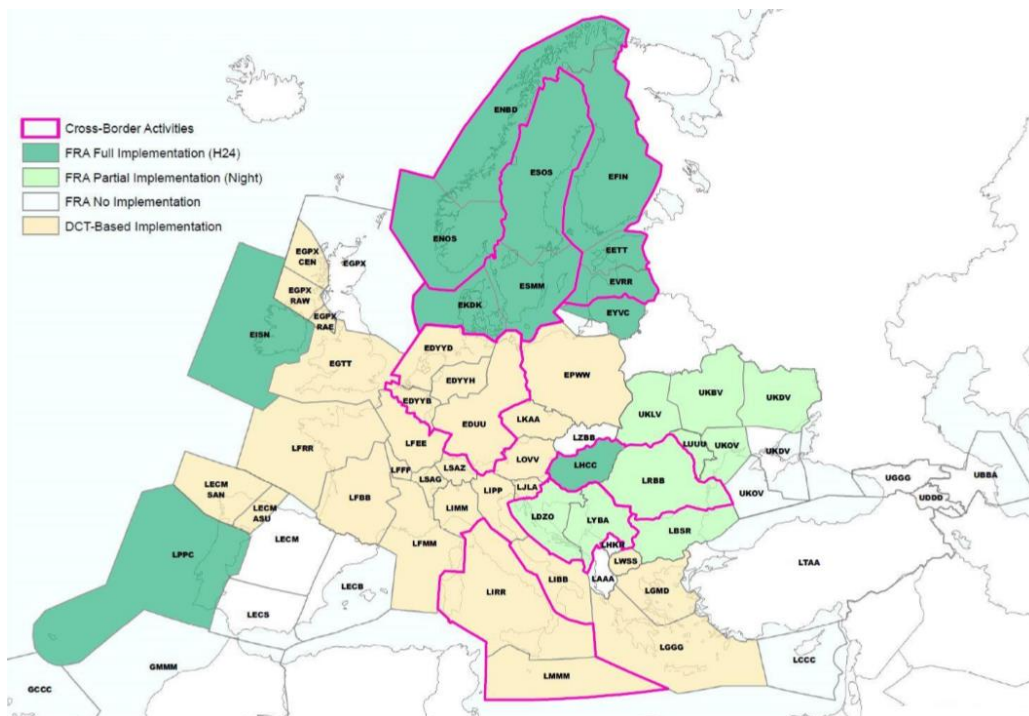 Cross-Border Activities
FRA Full Implementation (H24)
FRA Partial Implementation (Night)
FRA No Implementation
DCT-Based Implementation
ENBD
ESOS
EFIN
ENOS
EETT
EVRR
ESMM
EKDK
EYVC
EGPX
CEN
EGPX
EGPX
RAW
EGPX
RAE
EISN
EGTT
EDYYD
EDYYH
EDYYB
EDUU
EPWW
UKLV
UKBV
UKDV
LKAA
LZBB
LUUU
UKOV
UKDV
LFEE
LOVV
LHCC
LRBB
UKOV
LFRR
LFFF
LSAZ
LSAG
LFBB
LIMM
LIPP
LJLA
LDZO
LYBA
LBSR
UGGG
UBBA
UDDD
LECM
SAN
LECM
ASU
LFMM
LWSS
LAAA
LTAA
LPPC
LECM
LECB
LECS
LIRR
LIBB
LGMD
LGGG
LMMM
LCCC
GMMM
GCCC